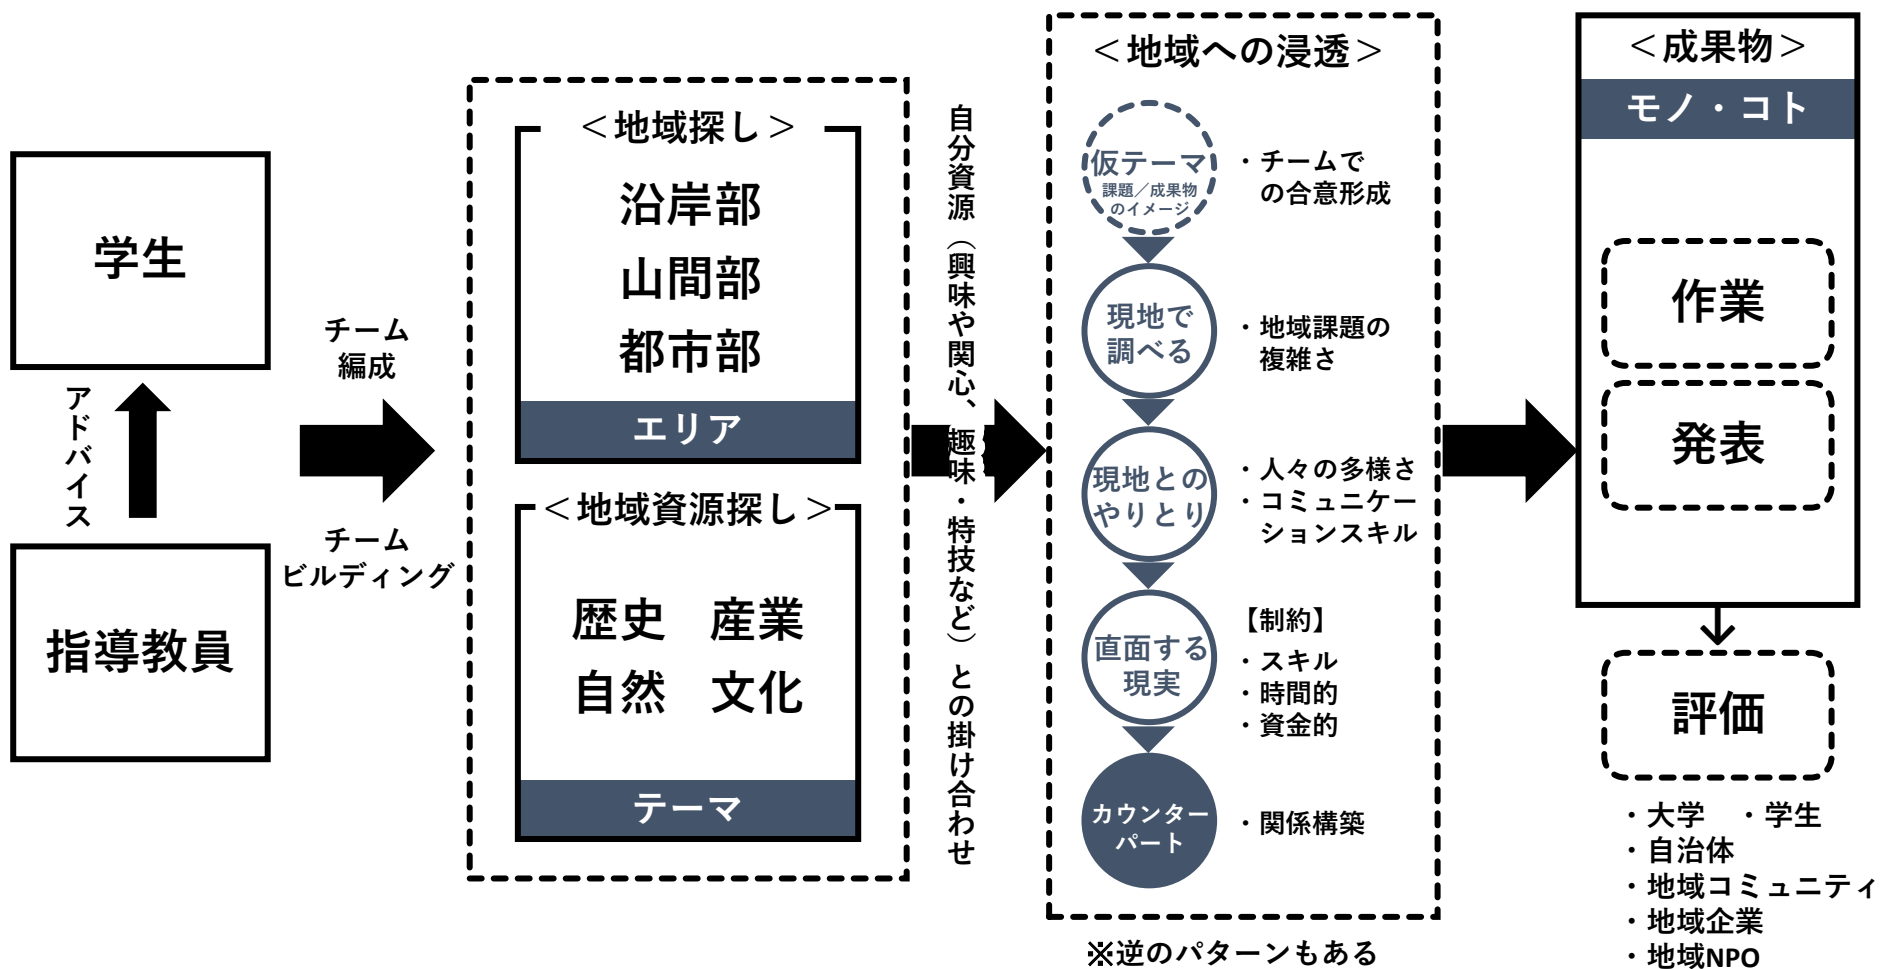 学生
アドバイス
指導教員
チーム
編成
チーム
ビルディング
＜地域探し＞
沿岸部
山間部
都市部
エリア
＜地域資源探し＞
歴史　産業
自然　文化
テーマ
自分資源（興味や関心、趣味・特技など）との掛け合わせ
＜地域への浸透＞
仮テーマ
課題／成果物
のイメージ
・チームで
の合意形成
現地で
調べる
・地域課題の
複雑さ
現地との
やりとり
・人々の多様さ
・コミュニケー
ションスキル
直面する
現実
【制約】
・スキル
・時間的
・資金的
カウンター
パート
・関係構築
※逆のパターンもある
＜成果物＞
モノ・コト
作業
発表
評価
・大学　・学生
・自治体
・地域コミュニティ
・地域企業
・地域NPO